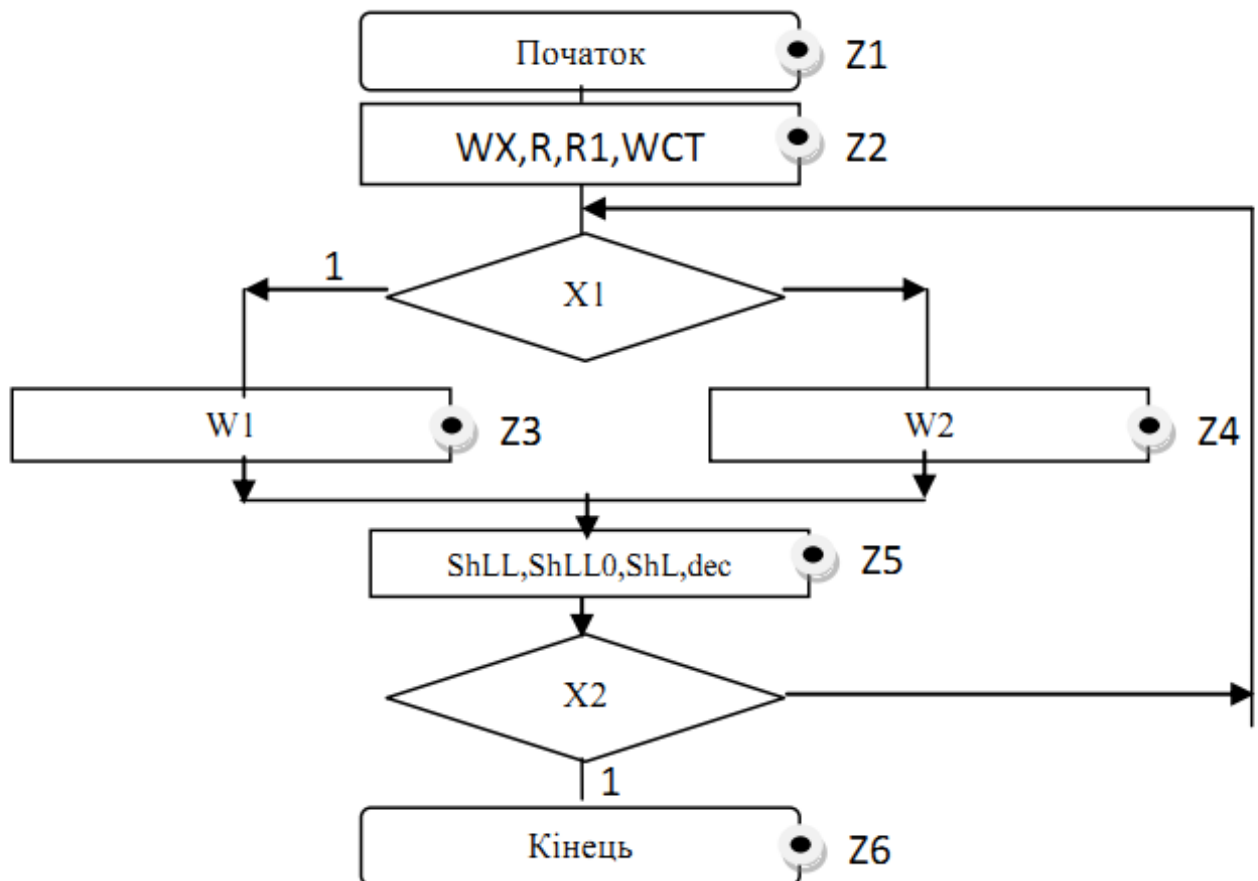 Початок
Z1
WX,R,R1,WCT
Z2
1
X1
W1
Z3
W2
Z4
ShLL,ShLL0,ShL,dec
Z5
X2
1
Кінець
Z6